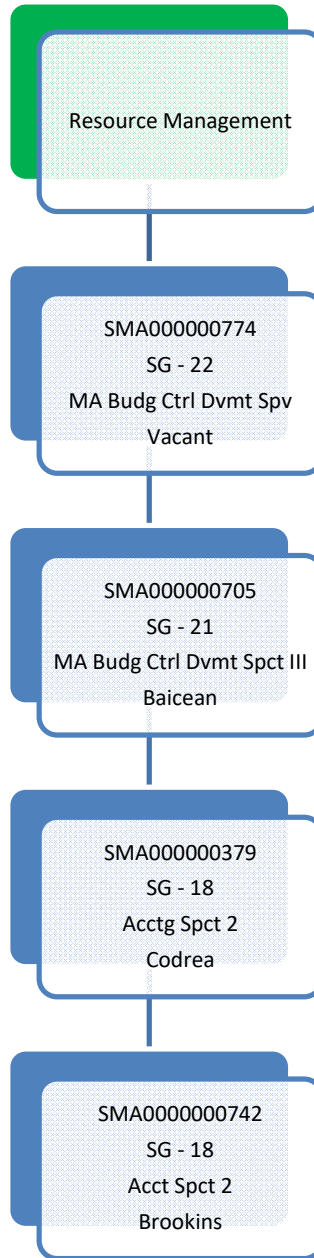 Resource Management
SMA000000774
SG - 22
MA Budg Ctrl Dvmt Spv
Vacant
SMA000000705
SG - 21
MA Budg Ctrl Dvmt Spct III
Baicean
SMA000000379
SG - 18
Acctg Spct 2
Codrea
SMA0000000742
SG - 18
Acct Spct 2
Brookins